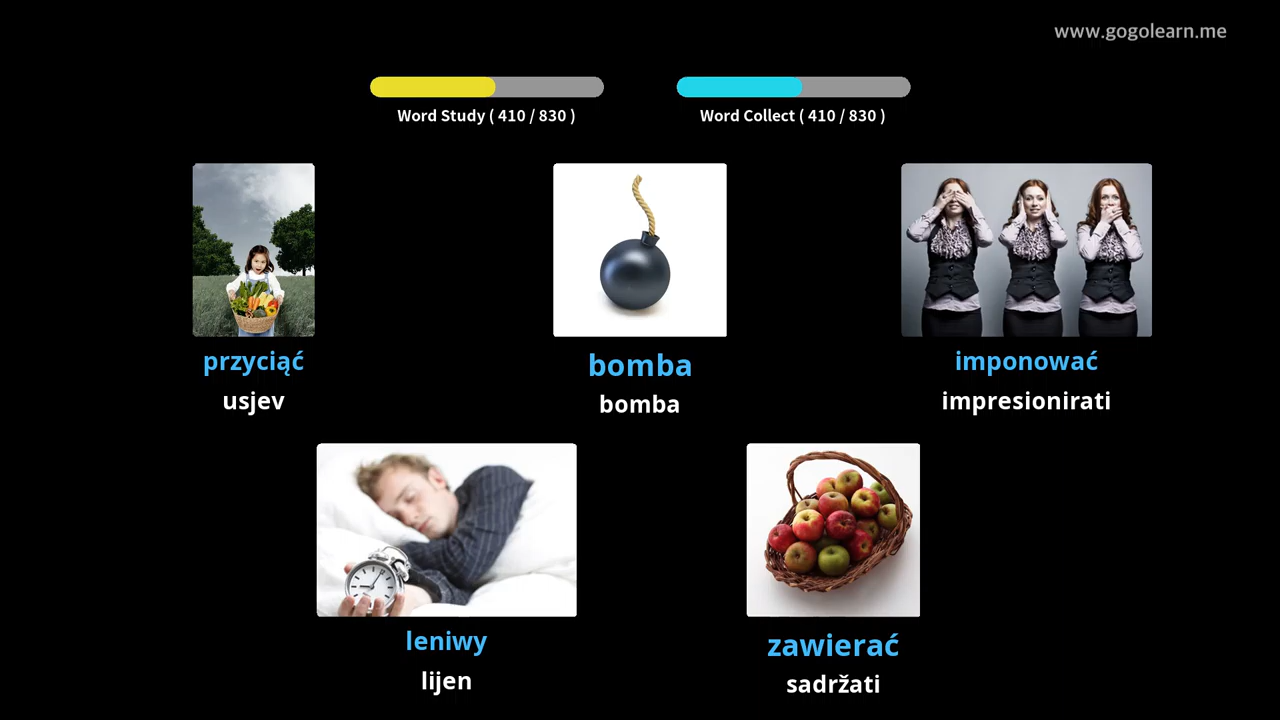 www.gogolearn.me
Word Study ( 410 / 830 )
Word Collect ( 410 / 830 )
przyciąć
usjev
bomba
bomba
imponować
impresionirati
leniwy
lijen
zawierać
sadržati